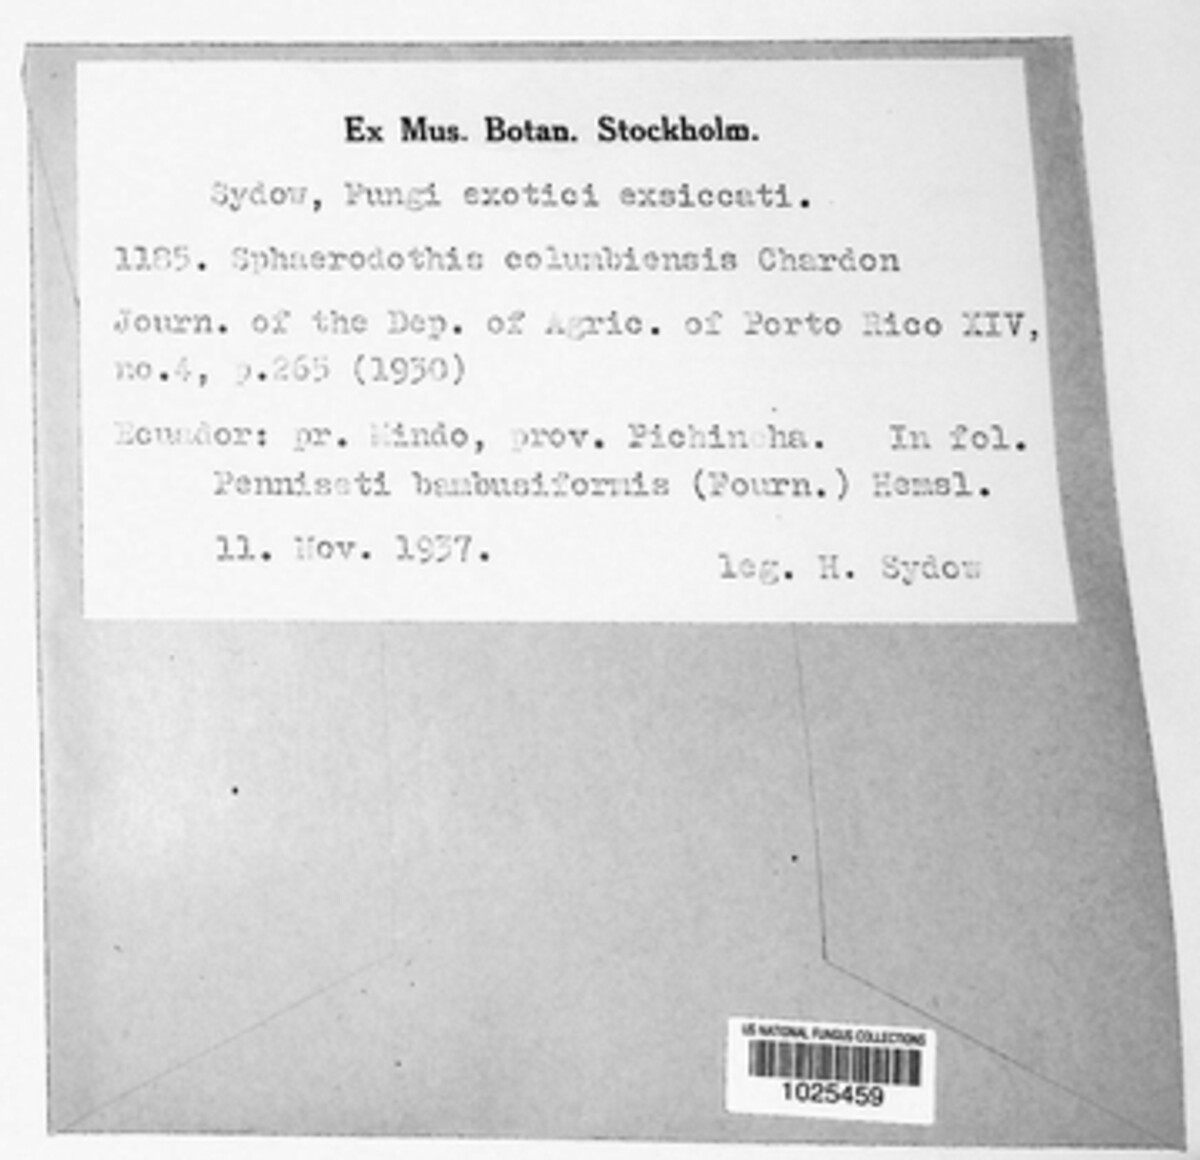 Ex Mus. Botan. Stockholm.
Sydow, Fungi exotici exsiccati.
1185. Sphaerodothis columbiensis Chardon
Journ. of the Dep. of Agric. of Porto Rico XIV,
no.4, p.265 (1930)
Ecuador: pr. Mindo, prov. Pichincha. In fol.
Penniseti bambusiformis (Fourn.) Hemsl.
11. Nov. 1937.
leg. H. Sydow
US NATIONAL FUNGUS COLLECTIONS
1025459